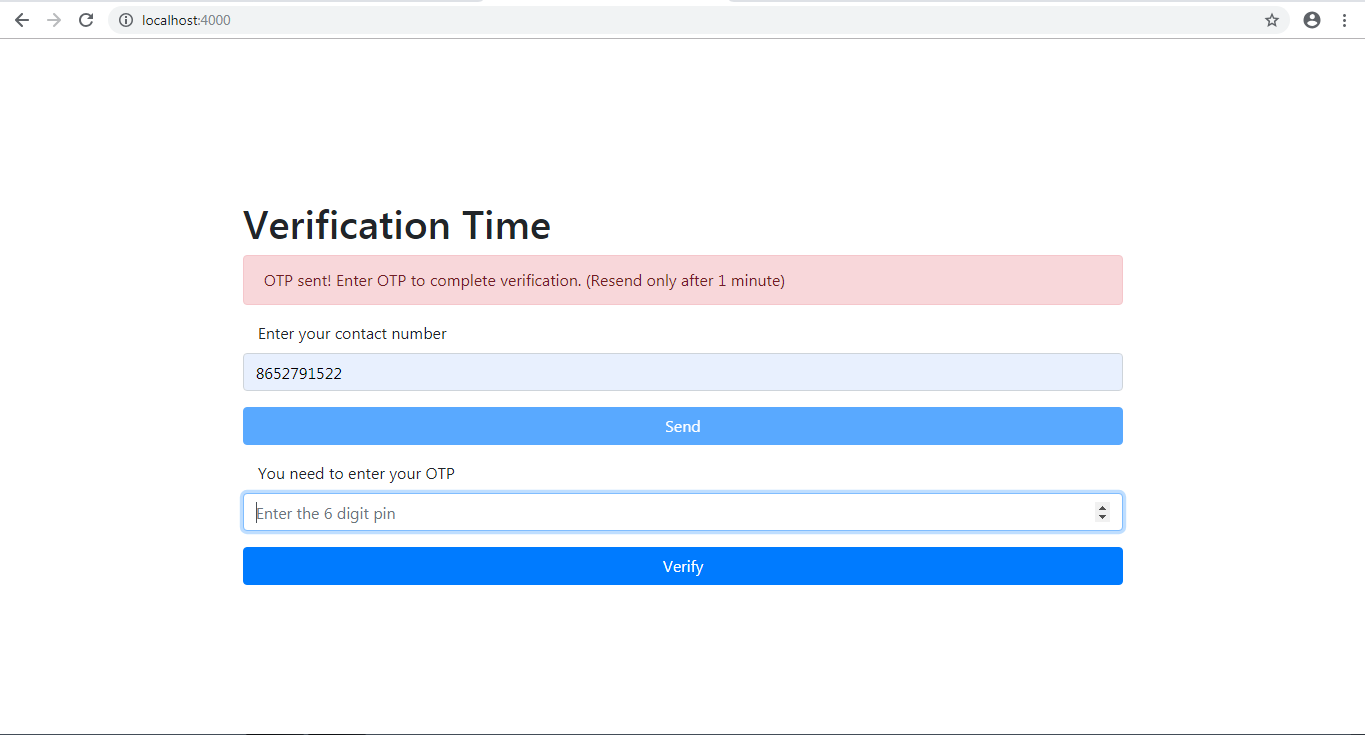 localhost:4000
Verification Time
OTP sent! Enter OTP to complete verification. (Resend only after 1 minute)
Enter your contact number
8652791522
Send
You need to enter your OTP
Enter the 6 digit pin
Verify